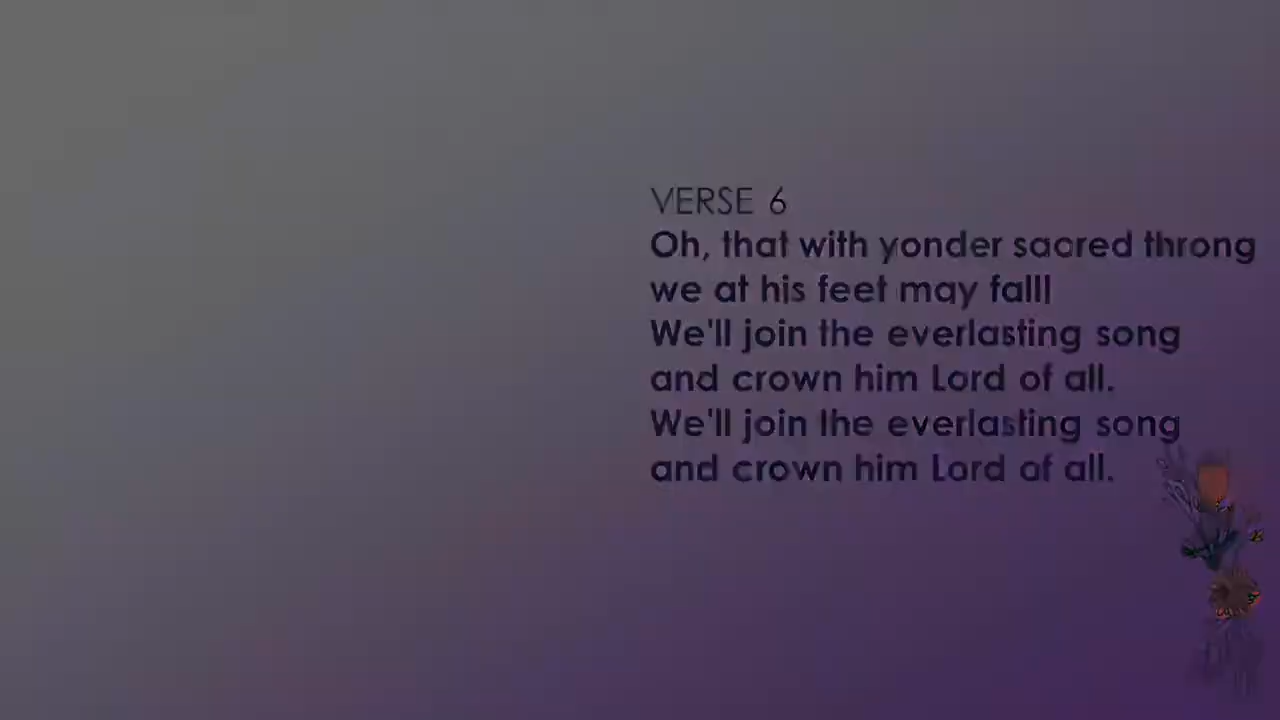 VERSE 6
Oh, that with yonder sacred throng
we at his feet may fall!
We'll join the everlasting song
and crown him Lord of all.
We'll join the everlasting song
and crown him Lord of all.